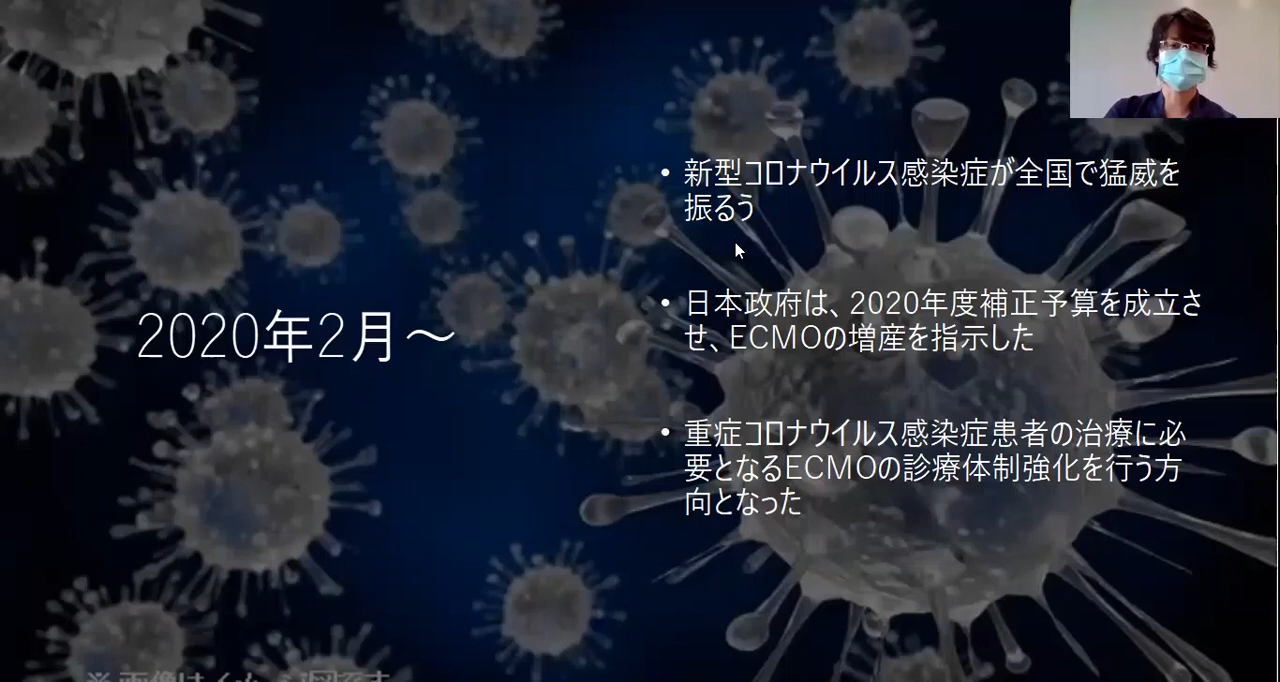 2020年2月～
• 新型コロナウイルス感染症が全国で猛威を
振るう
• 日本政府は、2020年度補正予算を成立さ
せ、ECMOの増産を指示した
• 重症コロナウイルス感染症患者の治療に必
要となるECMOの診療体制強化を行う方
向となった